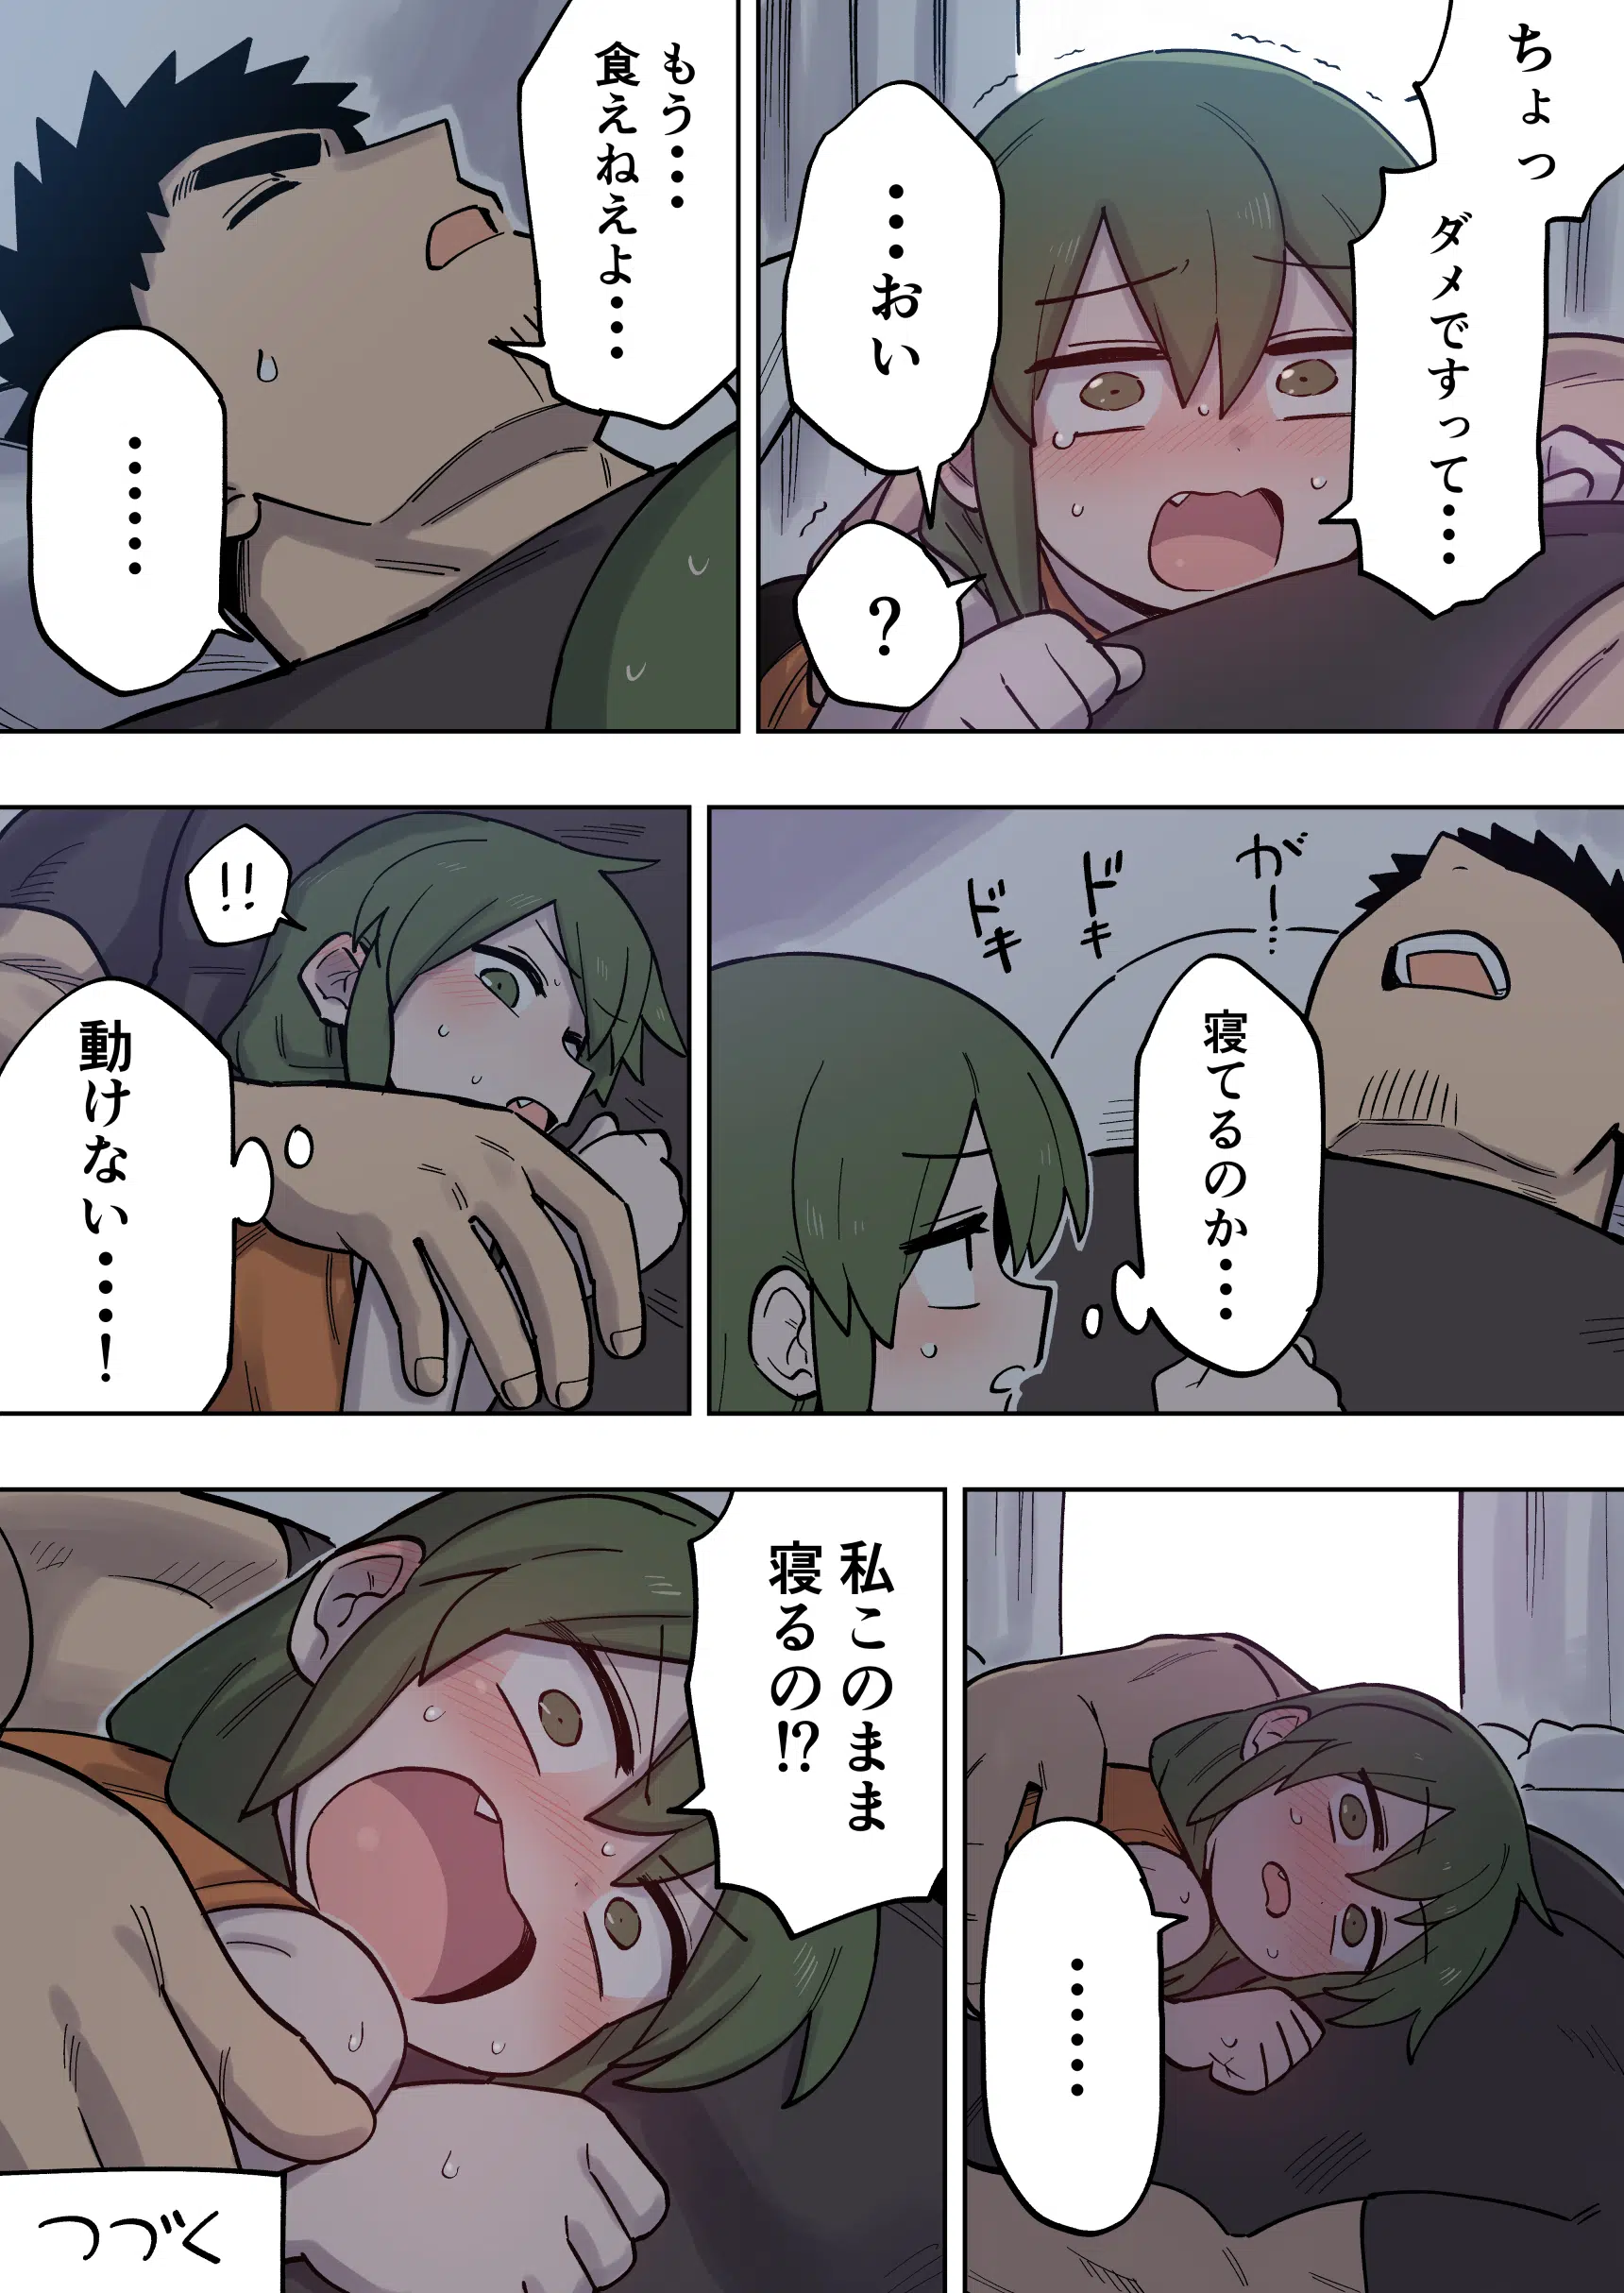 ちょっ
ダメですって・・・
・・・おい
？
もう・・・
食えねえよ・・・
・・・・・・
がー…
ドキ
ドキ
寝てるのか・・・
!!
動けない・・・！
・・・・・・
私このまま
寝るの!?
つづく